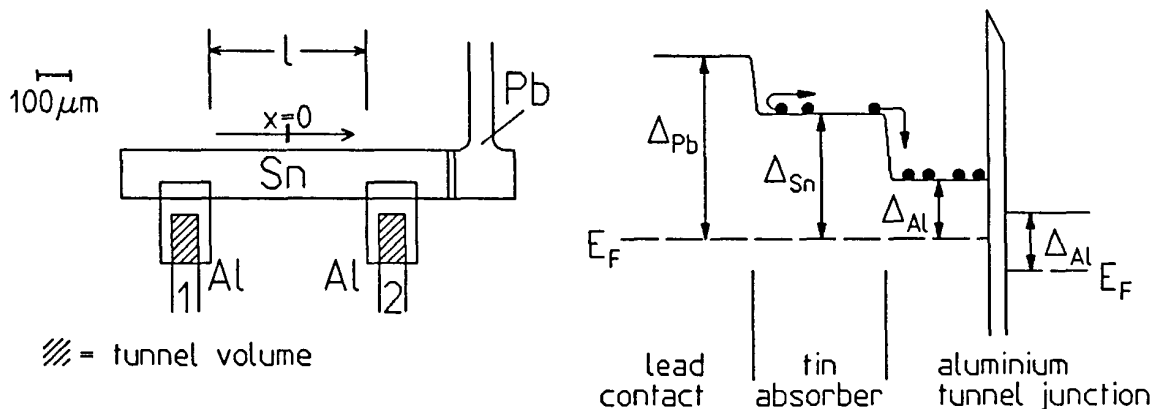 l
100μm
x=0
Pb
Sn
Al
Al
1
2
= tunnel volume
Δ_Pb
Δ_Sn
Δ_Al
Δ_Al
E_F
E_F
lead contact
tin absorber
aluminium tunnel junction